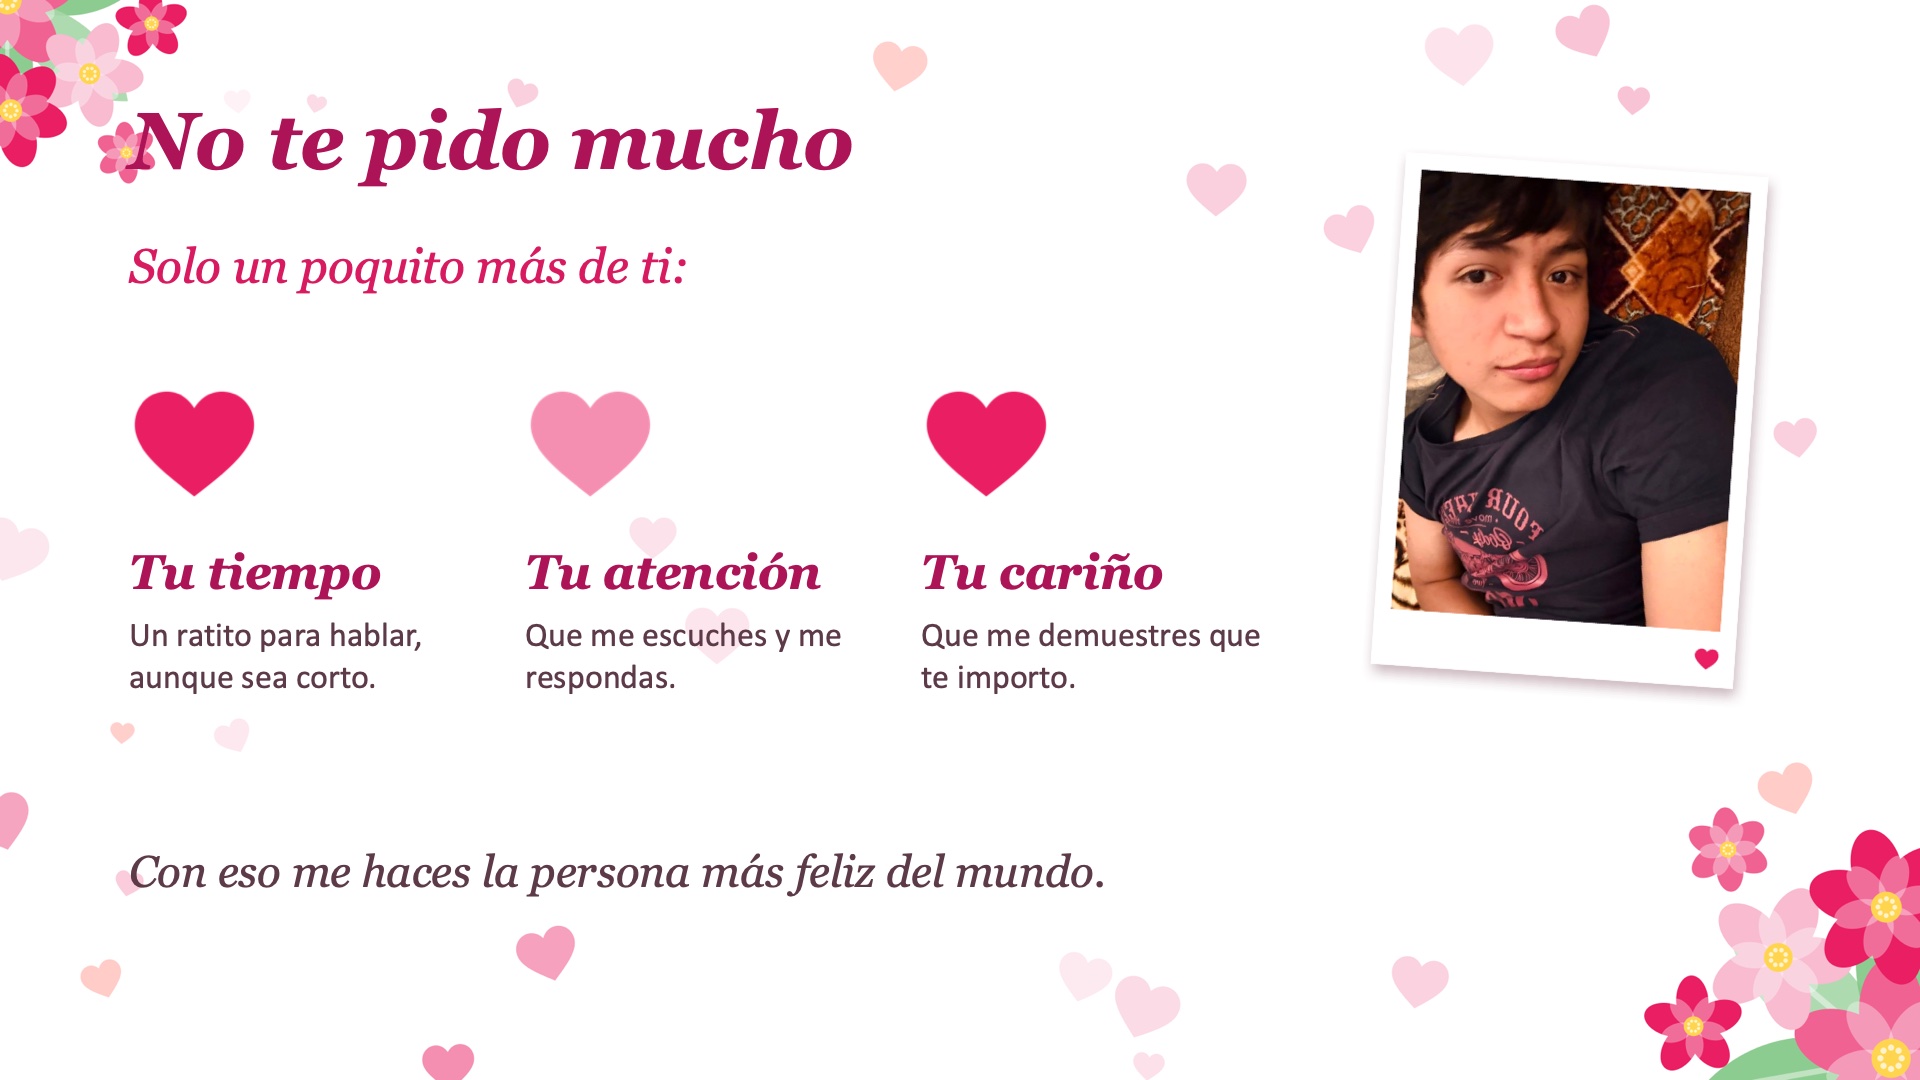 No te pido mucho
Solo un poquito más de ti:
Tu tiempo
Un ratito para hablar,
aunque sea corto.
Tu atención
Que me escuches y me
respondas.
Tu cariño
Que me demuestres que
te importo.
Con eso me haces la persona más feliz del mundo.